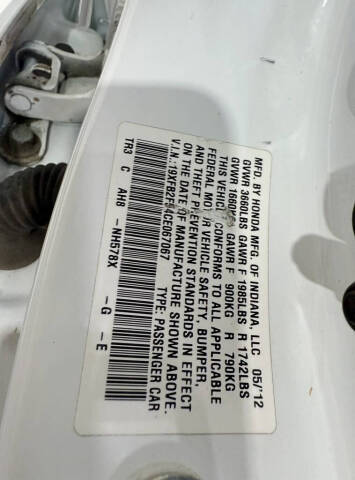 MFD. BY HONDA MFG. OF INDIANA, LLC 05/'12
GVWR 3660LBS GAWR F 1985LBS R 1742LBS
GVWR 1660KG GAWR F 900KG R 790KG
THIS VEHICLE CONFORMS TO ALL APPLICABLE
FEDERAL MOTOR VEHICLE SAFETY, BUMPER,
AND THEFT PREVENTION STANDARDS IN EFFECT
ON THE DATE OF MANUFACTURE SHOWN ABOVE.
V.I.N.: TYPE: PASSENGER CAR
TR3 C AH8 -NH578X -G -E